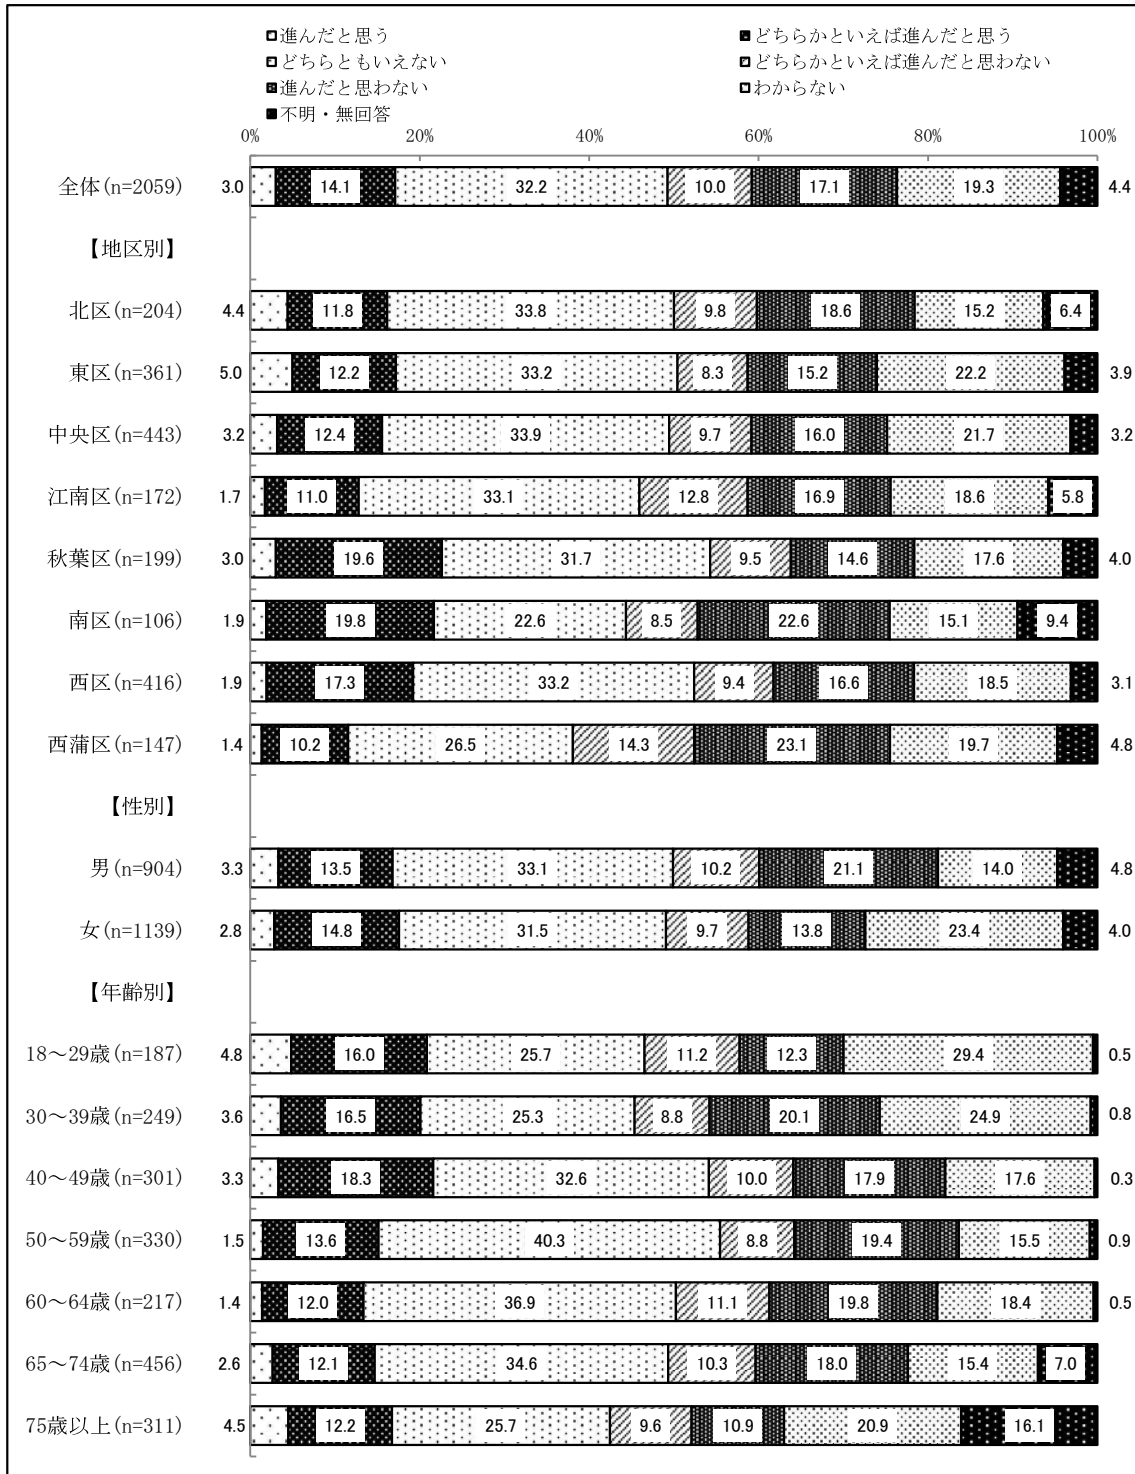 進んだと思う どちらかといえば進んだと思う
どちらともいえない どちらかといえば進んだと思わない
進んだと思わない わからない
不明・無回答
0% 20% 40% 60% 80% 100%
全体(n=2059) 3.0 14.1 32.2 10.0 17.1 19.3 4.4
【地区別】
北区(n=204) 4.4 11.8 33.8 9.8 18.6 15.2 6.4
東区(n=361) 5.0 12.2 33.2 8.3 15.2 22.2 3.9
中央区(n=443) 3.2 12.4 33.9 9.7 16.0 21.7 3.2
江南区(n=172) 1.7 11.0 33.1 12.8 16.9 18.6 5.8
秋葉区(n=199) 3.0 19.6 31.7 9.5 14.6 17.6 4.0
南区(n=106) 1.9 19.8 22.6 8.5 22.6 15.1 9.4
西区(n=416) 1.9 17.3 33.2 9.4 16.6 18.5 3.1
西蒲区(n=147) 1.4 10.2 26.5 14.3 23.1 19.7 4.8
【性別】
男(n=904) 3.3 13.5 33.1 10.2 21.1 14.0 4.8
女(n=1139) 2.8 14.8 31.5 9.7 13.8 23.4 4.0
【年齢別】
18～29歳(n=187) 4.8 16.0 25.7 11.2 12.3 29.4 0.5
30～39歳(n=249) 3.6 16.5 25.3 8.8 20.1 24.9 0.8
40～49歳(n=301) 3.3 18.3 32.6 10.0 17.9 17.6 0.3
50～59歳(n=330) 1.5 13.6 40.3 8.8 19.4 15.5 0.9
60～64歳(n=217) 1.4 12.0 36.9 11.1 19.8 18.4 0.5
65～74歳(n=456) 2.6 12.1 34.6 10.3 18.0 15.4 7.0
75歳以上(n=311) 4.5 12.2 25.7 9.6 10.9 20.9 16.1